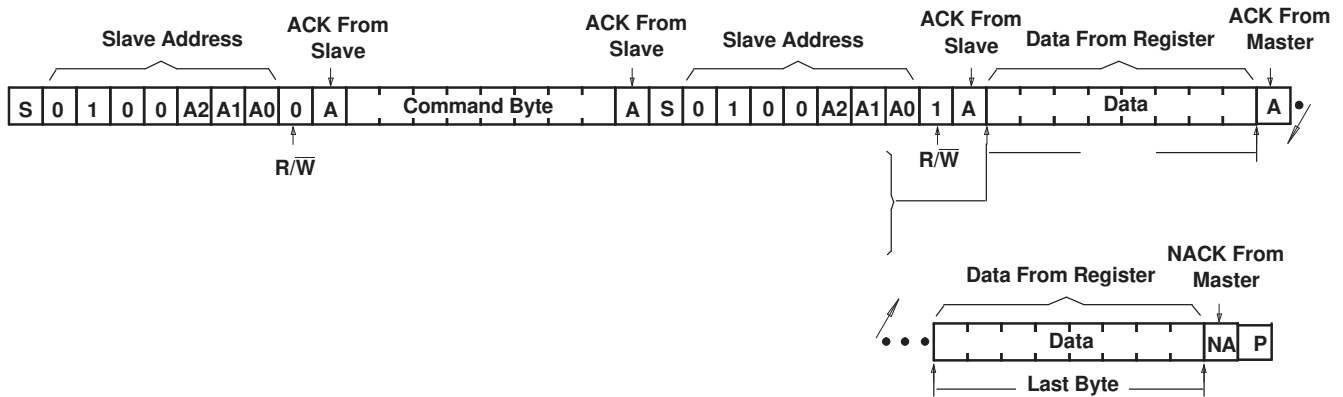 Slave Address
ACK From
Slave
ACK From
Slave
Slave Address
ACK From
Slave
Data From Register
ACK From
Master
S 0 1 0 0 A2 A1 A0 0 A Command Byte A S 0 1 0 0 A2 A1 A0 1 A Data A
R/W̅
R/W̅
Data From Register
NACK From
Master
Data NA P
Last Byte